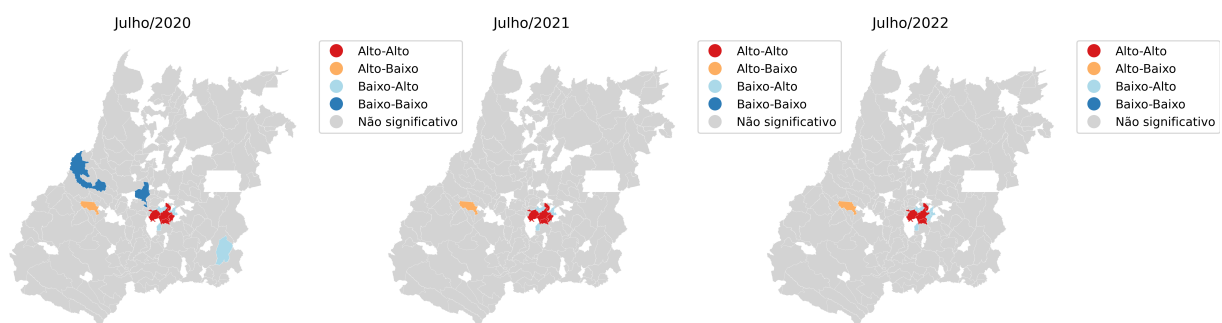 Julho/2020
Alto-Alto
Alto-Baixo
Baixo-Alto
Baixo-Baixo
Não significativo
Julho/2021
Alto-Alto
Alto-Baixo
Baixo-Alto
Baixo-Baixo
Não significativo
Julho/2022
Alto-Alto
Alto-Baixo
Baixo-Alto
Baixo-Baixo
Não significativo